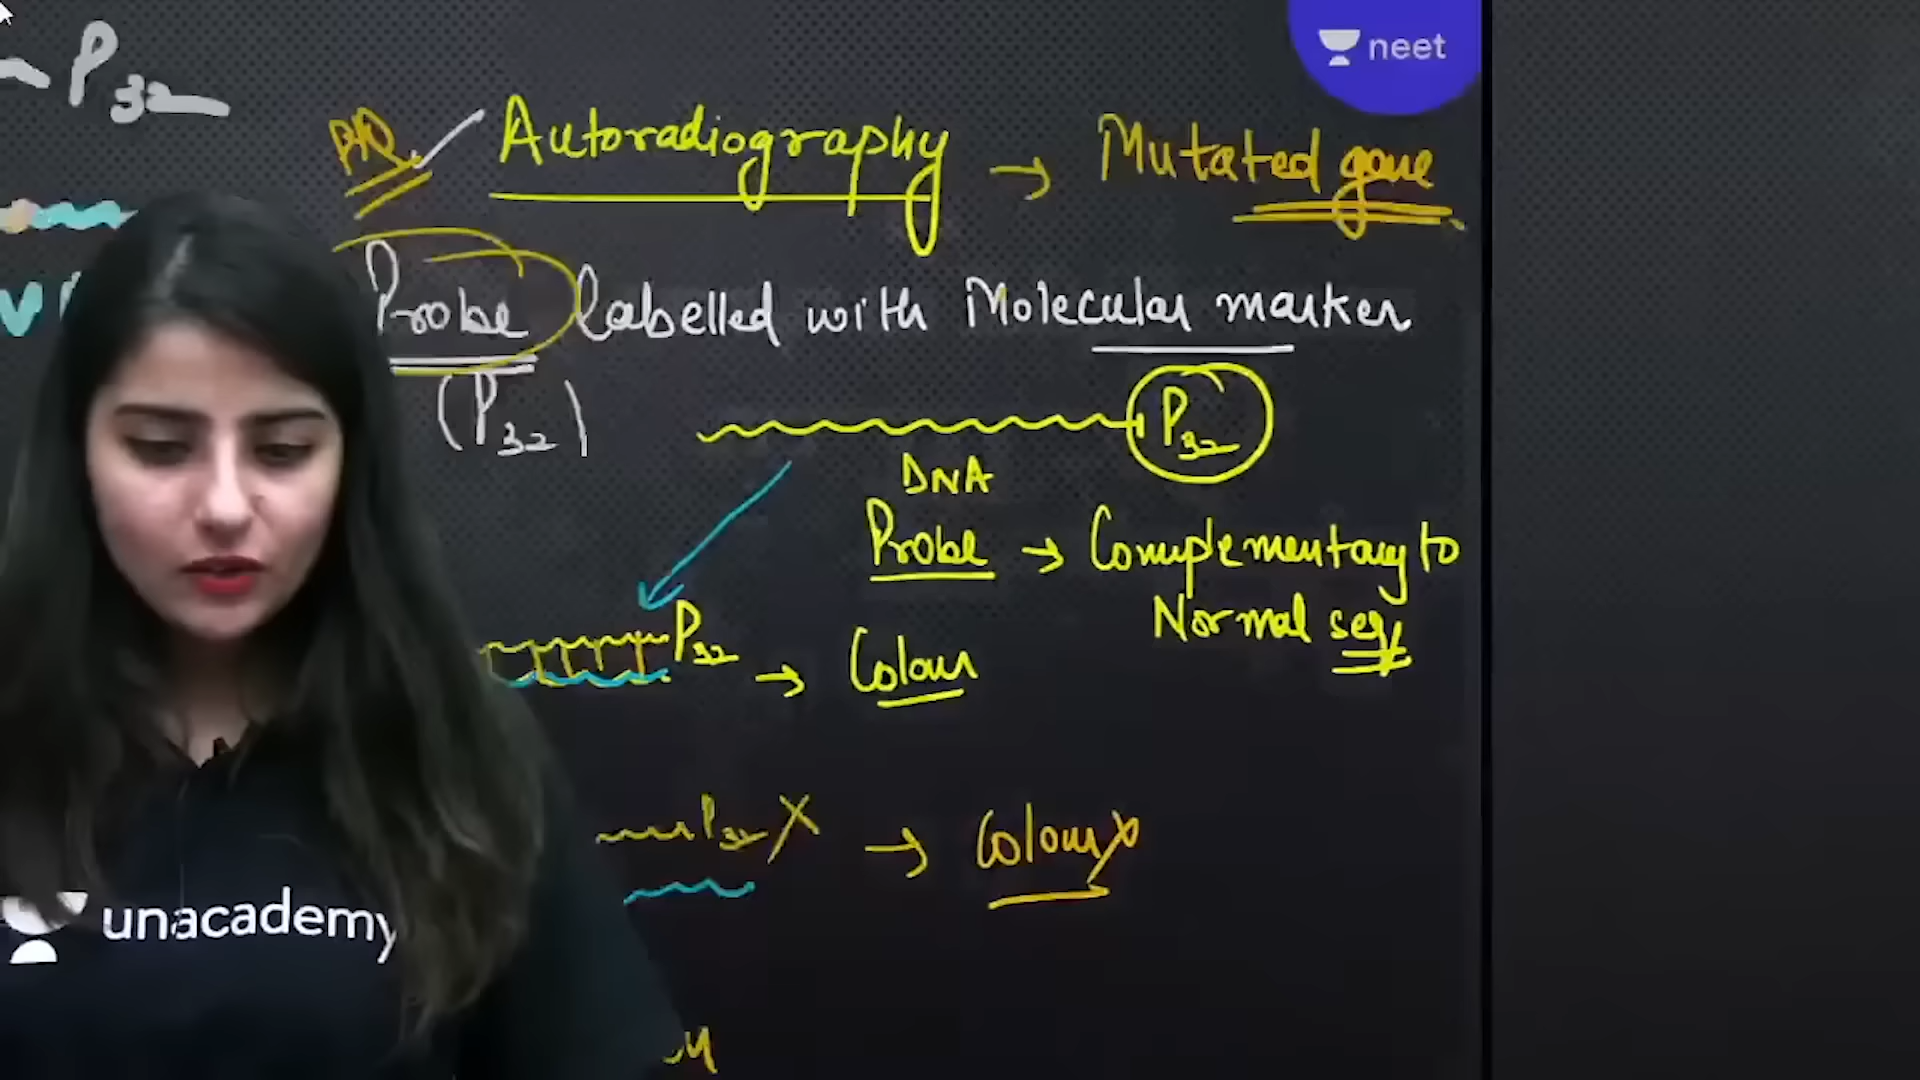 P32
neet
Autoradiography → Mutated gene
Probe labelled with Molecular marker
(P32)
P32
DNA
Probe → Complementary to
Normal seq
P32 → Colour
P32 X → Colour X
unacademy